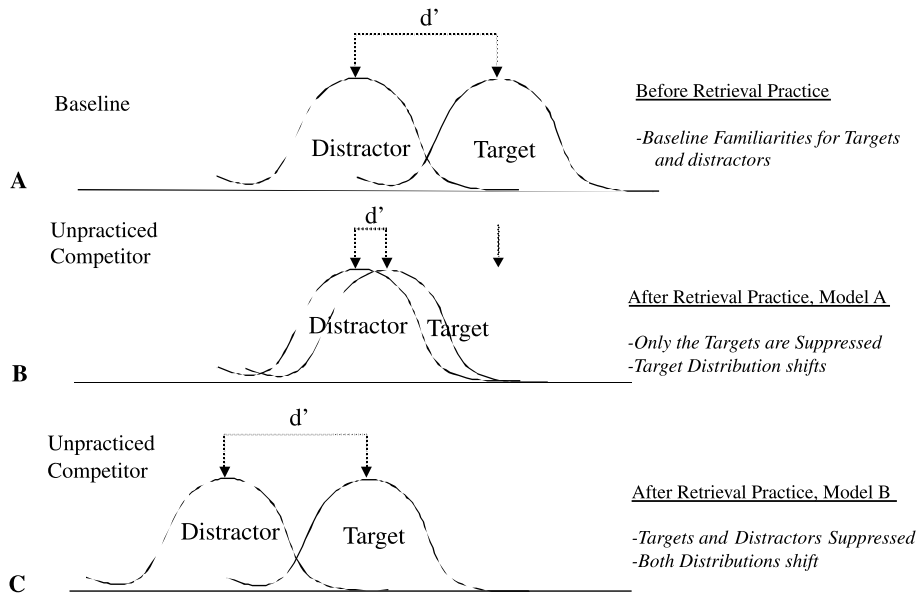 d’
Baseline
Distractor
Target
Before Retrieval Practice
-Baseline Familiarities for Targets
and distractors
A
Unpracticed
Competitor
d’
Distractor
Target
After Retrieval Practice, Model A
-Only the Targets are Suppressed
-Target Distribution shifts
B
Unpracticed
Competitor
d’
Distractor
Target
After Retrieval Practice, Model B
-Targets and Distractors Suppressed
-Both Distributions shift
C